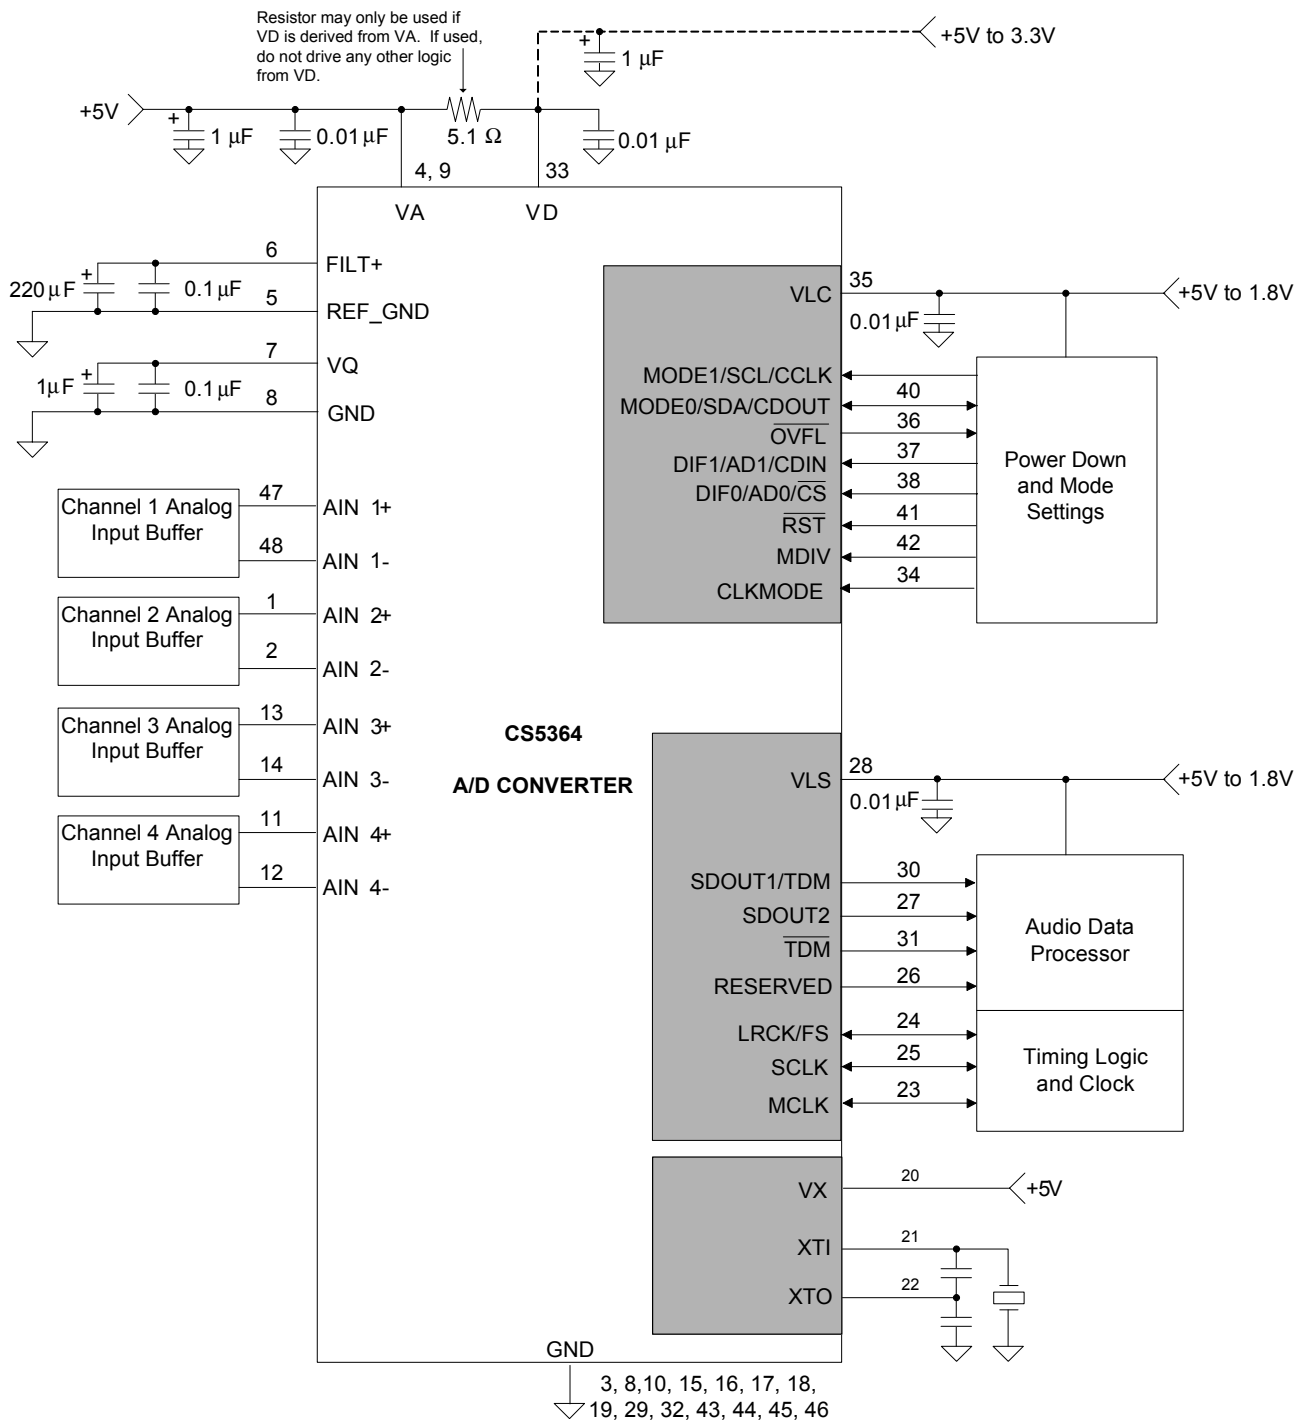 Resistor may only be used if
VD is derived from VA.  If used,
do not drive any other logic
from VD.
+5V to 3.3V
+ 1 µF
+5V
+ 1 µF
0.01 µF
5.1 Ω
0.01 µF
4, 9
33
VA
VD
6
FILT+
220 µF +
0.1 µF
5
REF_GND
7
VQ
1µF +
0.1 µF
8
GND
Channel 1 Analog
Input Buffer
47
AIN 1+
48
AIN 1-
Channel 2 Analog
Input Buffer
1
AIN 2+
2
AIN 2-
Channel 3 Analog
Input Buffer
13
AIN 3+
14
AIN 3-
Channel 4 Analog
Input Buffer
11
AIN 4+
12
AIN 4-
CS5364
A/D CONVERTER
VLC
35
0.01 µF
+5V to 1.8V
MODE1/SCL/CCLK
MODE0/SDA/CDOUT
40
OVFL
36
DIF1/AD1/CDIN
37
DIF0/AD0/CS
38
RST
41
MDIV
42
CLKMODE
34
Power Down
and Mode
Settings
VLS
28
0.01 µF
+5V to 1.8V
SDOUT1/TDM
30
SDOUT2
27
TDM
31
RESERVED
26
Audio Data
Processor
LRCK/FS
24
SCLK
25
MCLK
23
Timing Logic
and Clock
VX
20
+5V
XTI
21
XTO
22
GND
3, 8,10, 15, 16, 17, 18,
19, 29, 32, 43, 44, 45, 46